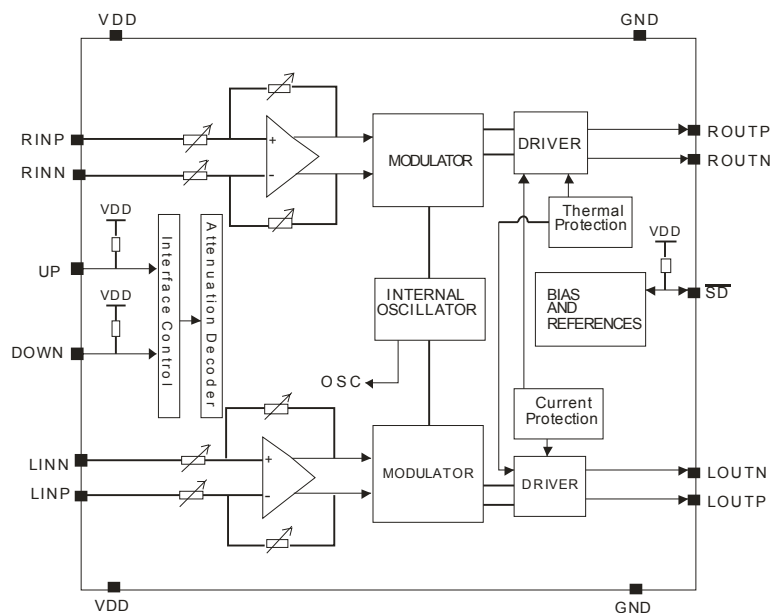 VDD
GND
RINP
RINN
+
-
MODULATOR
DRIVER
ROUTP
ROUTN
Thermal
Protection
VDD
UP
VDD
DOWN
Interface Control
Attenuation Decoder
INTERNAL
OSCILLATOR
OSC
BIAS
AND
REFERENCES
VDD
SD
Current
Protection
LINN
LINP
+
-
MODULATOR
DRIVER
LOUTN
LOUTP
VDD
GND